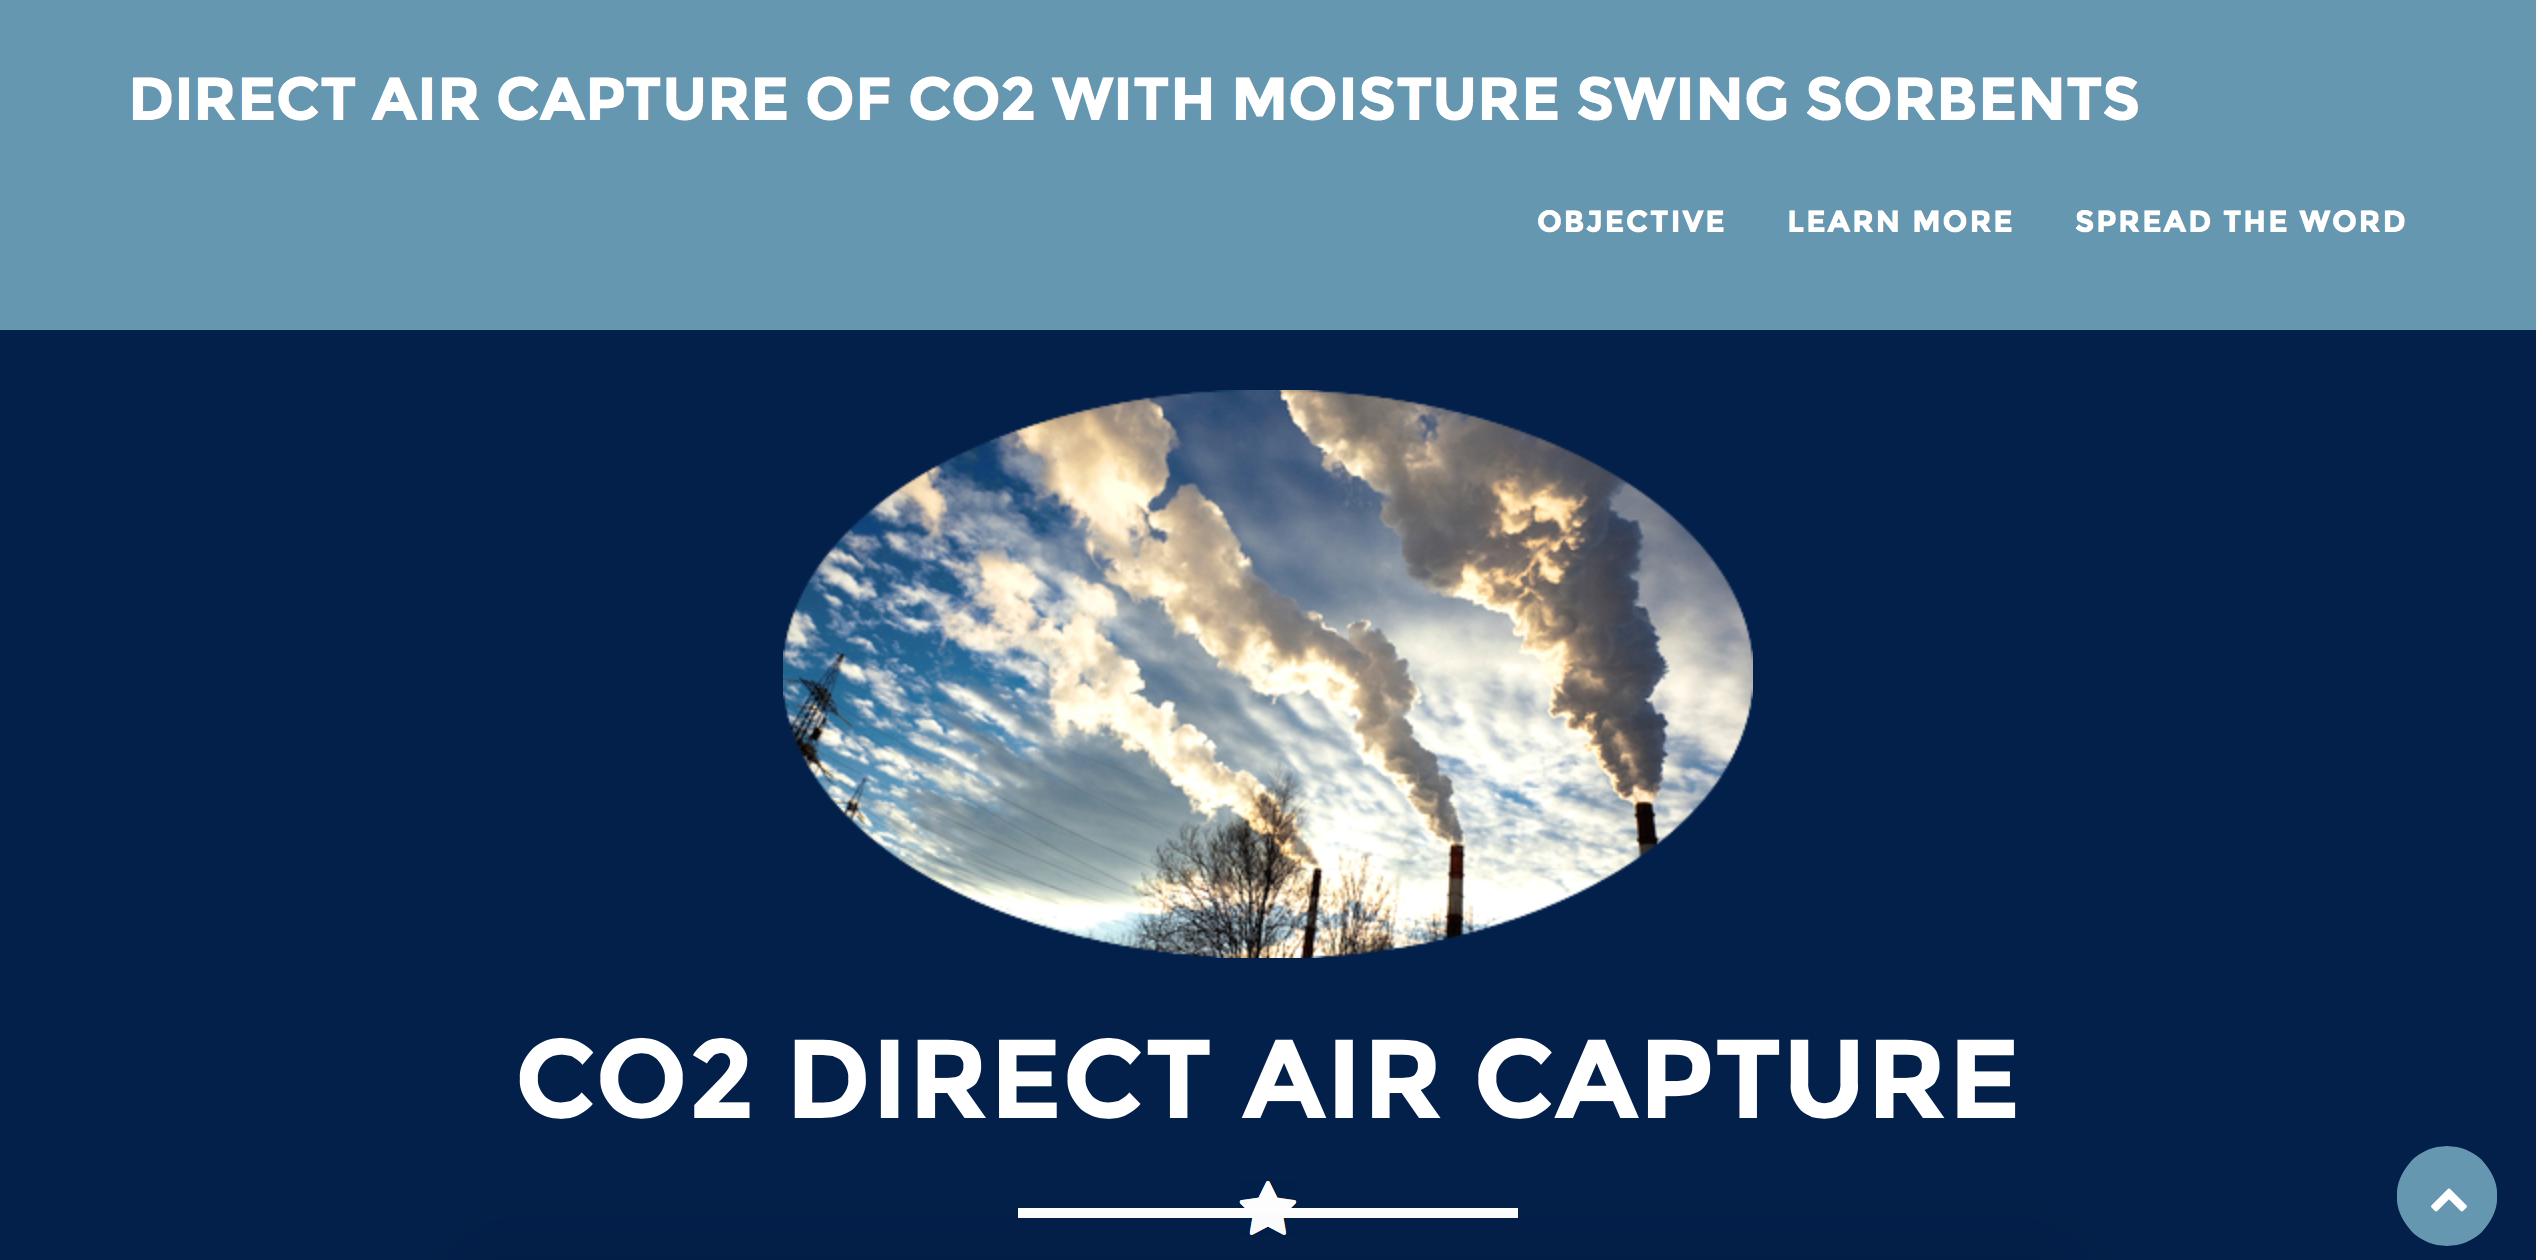 DIRECT AIR CAPTURE OF CO2 WITH MOISTURE SWING SORBENTS
OBJECTIVE LEARN MORE SPREAD THE WORD
CO2 DIRECT AIR CAPTURE